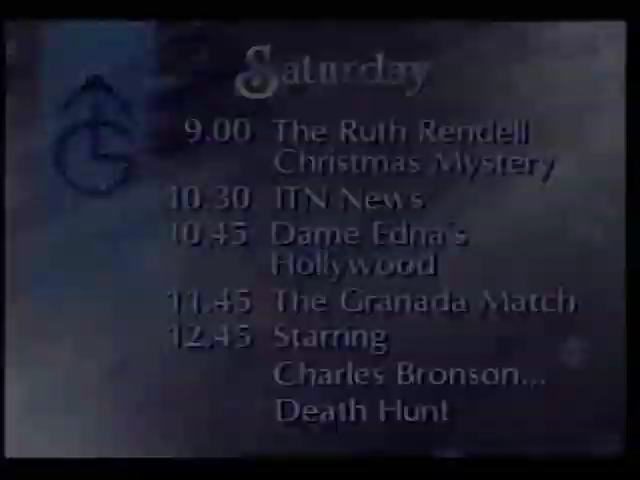 Saturday
9.00 The Ruth Rendell
Christmas Mystery
10.30 ITN News
10.45 Dame Edna's
Hollywood
11.45 The Granada Match
12.45 Starring
Charles Bronson...
Death Hunt